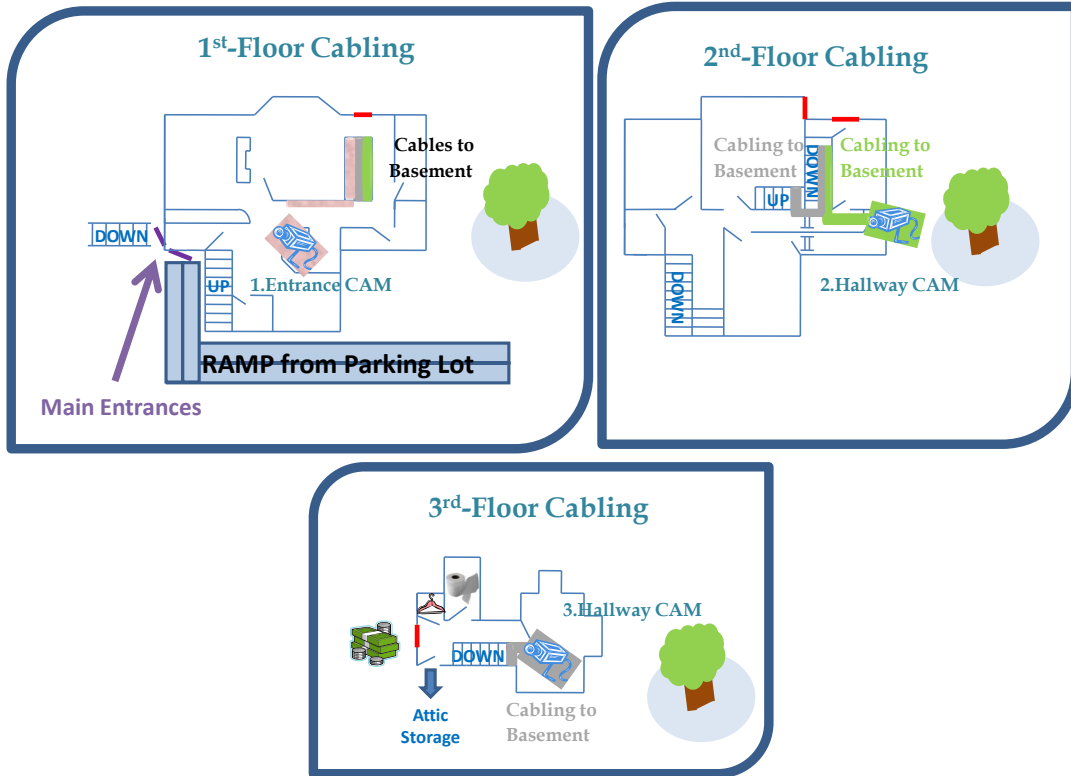 1st-Floor Cabling
Cables to
Basement
DOWN
UP
1.Entrance CAM
RAMP from Parking Lot
Main Entrances
2nd-Floor Cabling
Cabling to
Basement
DOWN
Cabling to
Basement
UP
2.Hallway CAM
DOWN
3rd-Floor Cabling
3.Hallway CAM
DOWN
Attic
Storage
Cabling to
Basement